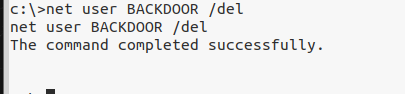 c:\>net user BACKDOOR /del
net user BACKDOOR /del
The command completed successfully.